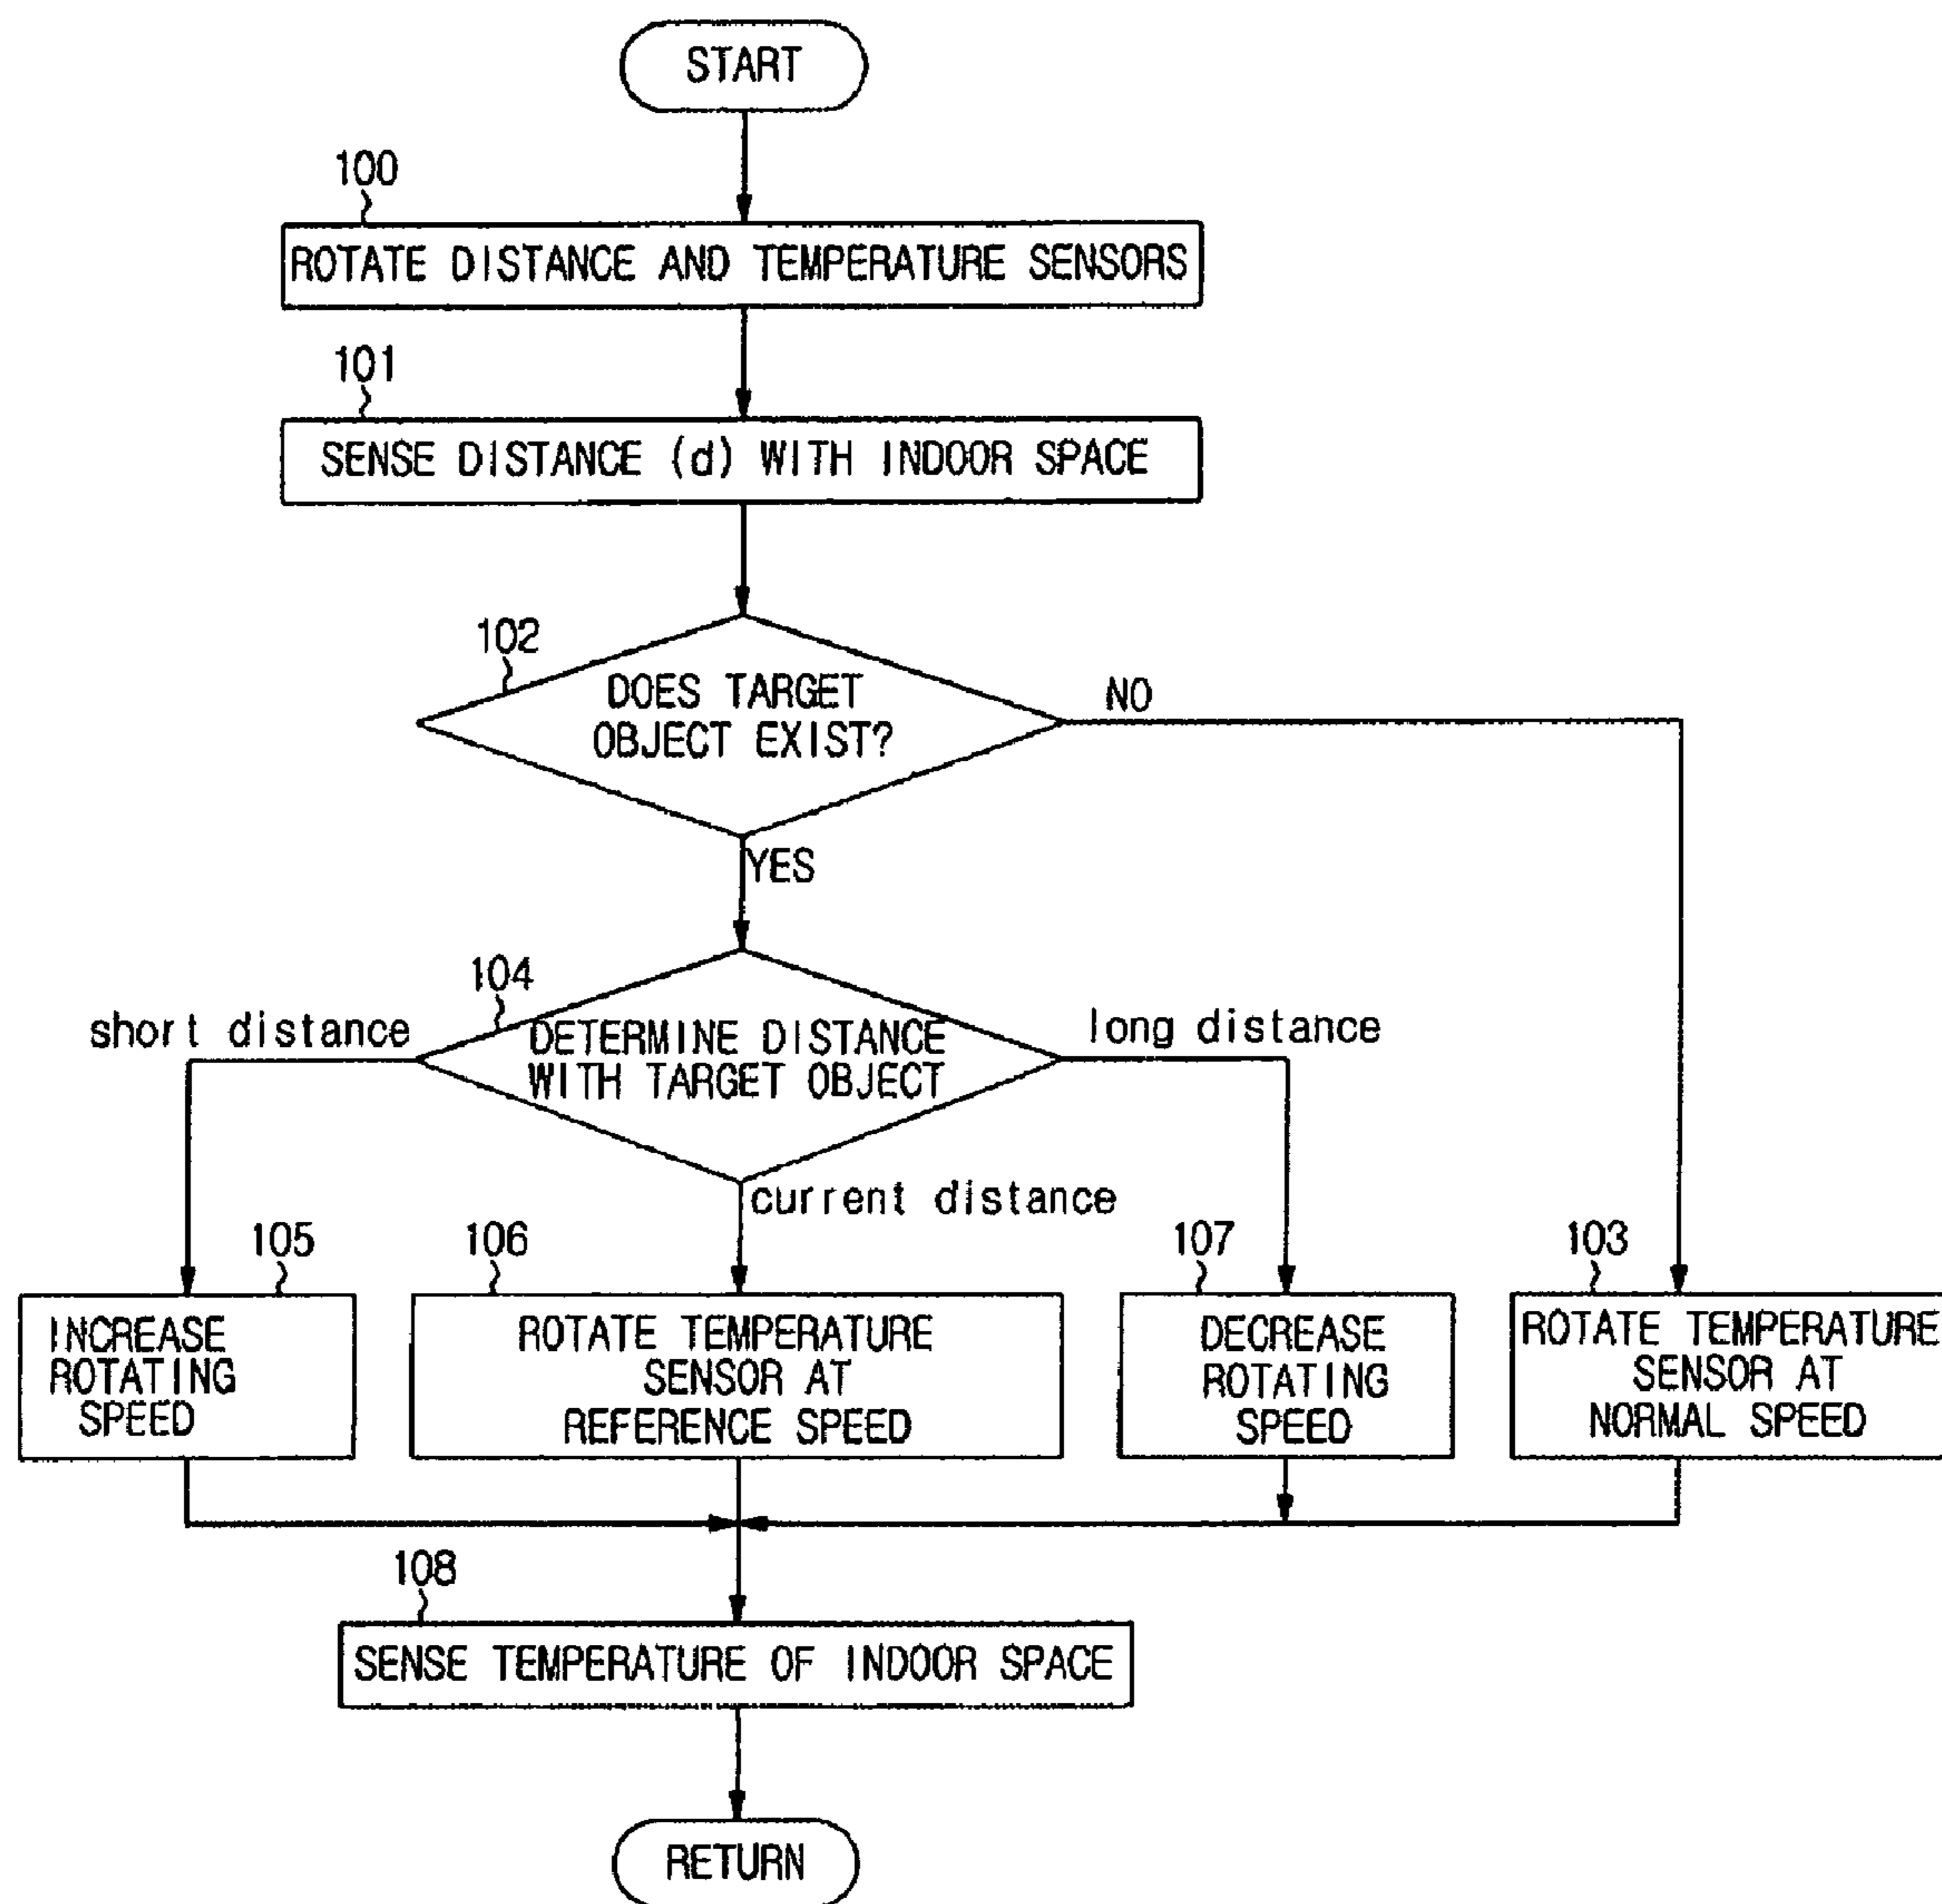 START
100
ROTATE DISTANCE AND TEMPERATURE SENSORS
101
SENSE DISTANCE (d) WITH INDOOR SPACE
102
DOES TARGET
OBJECT EXIST?
NO
YES
104
short distance
DETERMINE DISTANCE
WITH TARGET OBJECT
long distance
current distance
105
INCREASE
ROTATING
SPEED
106
ROTATE TEMPERATURE
SENSOR AT
REFERENCE SPEED
107
DECREASE
ROTATING
SPEED
103
ROTATE TEMPERATURE
SENSOR AT
NORMAL SPEED
108
SENSE TEMPERATURE OF INDOOR SPACE
RETURN